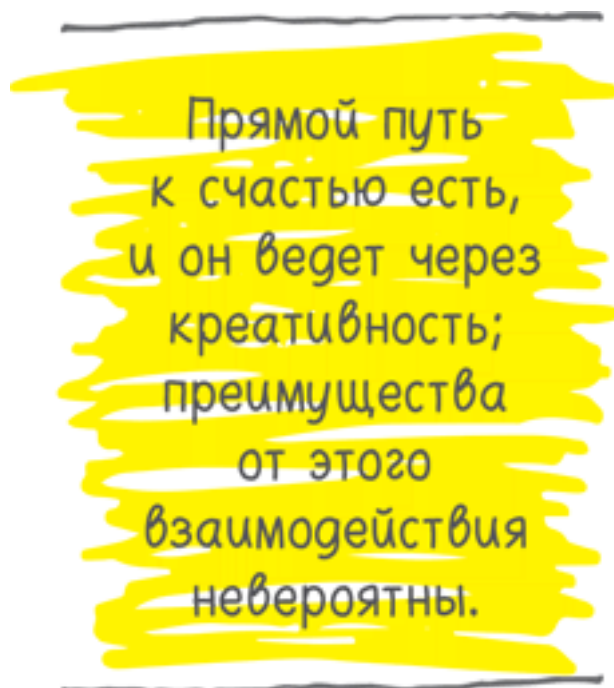 Прямой путь
к счастью есть,
и он ведет через
креативность;
преимущества
от этого
взаимодействия
невероятны.